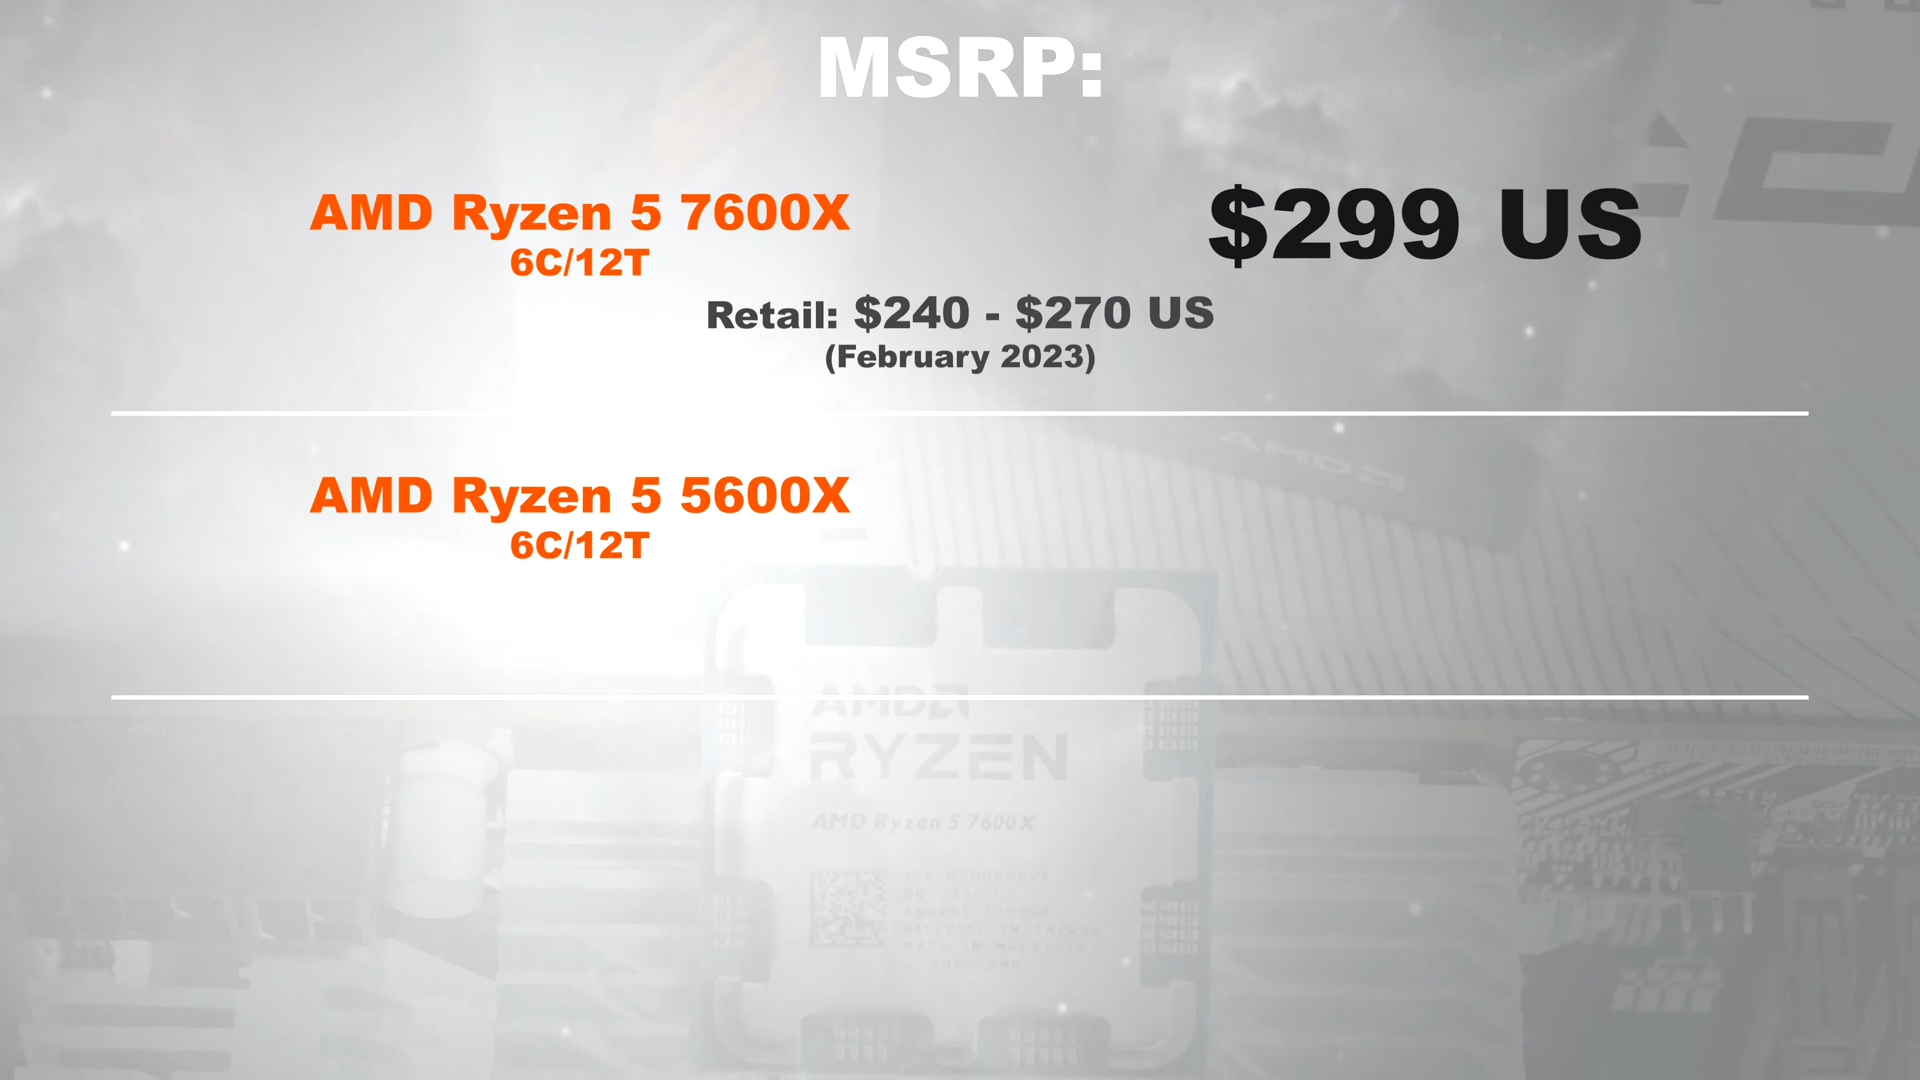 MSRP:
AMD Ryzen 5 7600X
$299 US
6C/12T
Retail: $240 - $270 US
(February 2023)
AMD
AMD Ryzen 5 5600X
6C/12T
AMD
RYZEN
AMD Ryzen 5 7600X